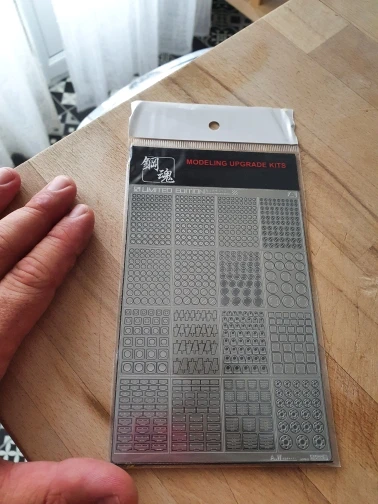 鋼魂
MODELING UPGRADE KITS
LIMITED EDITION